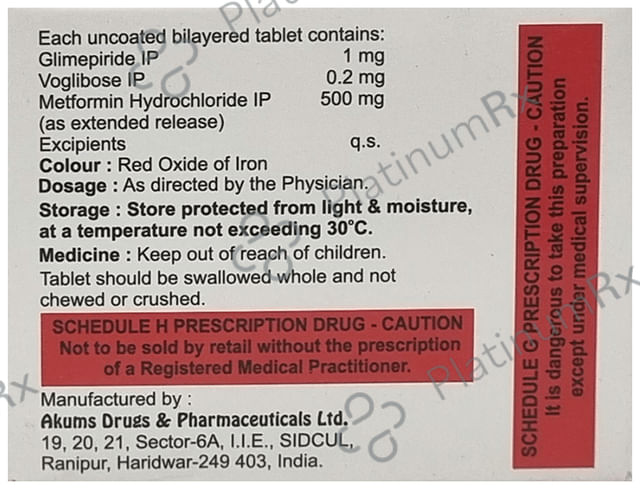 Each uncoated bilayered tablet contains:
Glimepiride IP 1 mg
Voglibose IP 0.2 mg
Metformin Hydrochloride IP 500 mg
(as extended release)
Excipients q.s.
Colour : Red Oxide of Iron
Dosage : As directed by the Physician.
Storage : Store protected from light & moisture,
at a temperature not exceeding 30°C.
Medicine : Keep out of reach of children.
Tablet should be swallowed whole and not
chewed or crushed.
SCHEDULE H PRESCRIPTION DRUG - CAUTION
Not to be sold by retail without the prescription
of a Registered Medical Practitioner.
Manufactured by :
Akums Drugs & Pharmaceuticals Ltd.
19, 20, 21, Sector-6A, I.I.E., SIDCUL,
Ranipur, Haridwar-249 403, India.
SCHEDULE G PRESCRIPTION DRUG - CAUTION
It is dangerous to take this preparation
except under medical supervision.
PlatinumRx
PlatinumRx
Rx